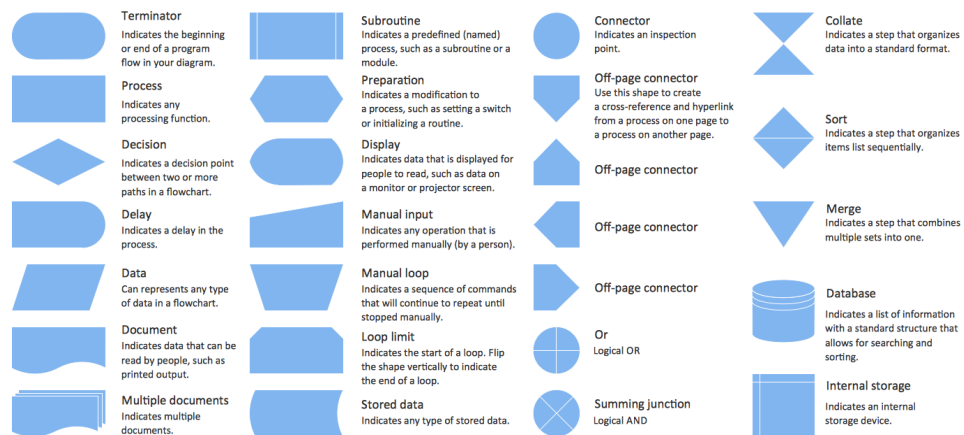 Terminator
Indicates the beginning
or end of a program
flow in your diagram.
Process
Indicates any
processing function.
Decision
Indicates a decision point
between two or more
paths in a flowchart.
Delay
Indicates a delay in the
process.
Data
Can represents any type
of data in a flowchart.
Document
Indicates data that can be
read by people, such as
printed output.
Multiple documents
Indicates multiple
documents.
Subroutine
Indicates a predefined (named)
process, such as a subroutine or a
module.
Preparation
Indicates a modification to
a process, such as setting a switch
or initializing a routine.
Display
Indicates data that is displayed for
people to read, such as data on
a monitor or projector screen.
Manual input
Indicates any operation that is
performed manually (by a person).
Manual loop
Indicates a sequence of commands
that will continue to repeat until
stopped manually.
Loop limit
Indicates the start of a loop. Flip
the shape vertically to indicate
the end of a loop.
Stored data
Indicates any type of stored data.
Connector
Indicates an inspection
point.
Off-page connector
Use this shape to create
a cross-reference and hyperlink
from a process on one page to
a process on another page.
Off-page connector
Off-page connector
Off-page connector
Or
Logical OR
Summing junction
Logical AND
Collate
Indicates a step that organizes
data into a standard format.
Sort
Indicates a step that organizes
items list sequentially.
Merge
Indicates a step that combines
multiple sets into one.
Database
Indicates a list of information
with a standard structure that
allows for searching and
sorting.
Internal storage
Indicates an internal
storage device.